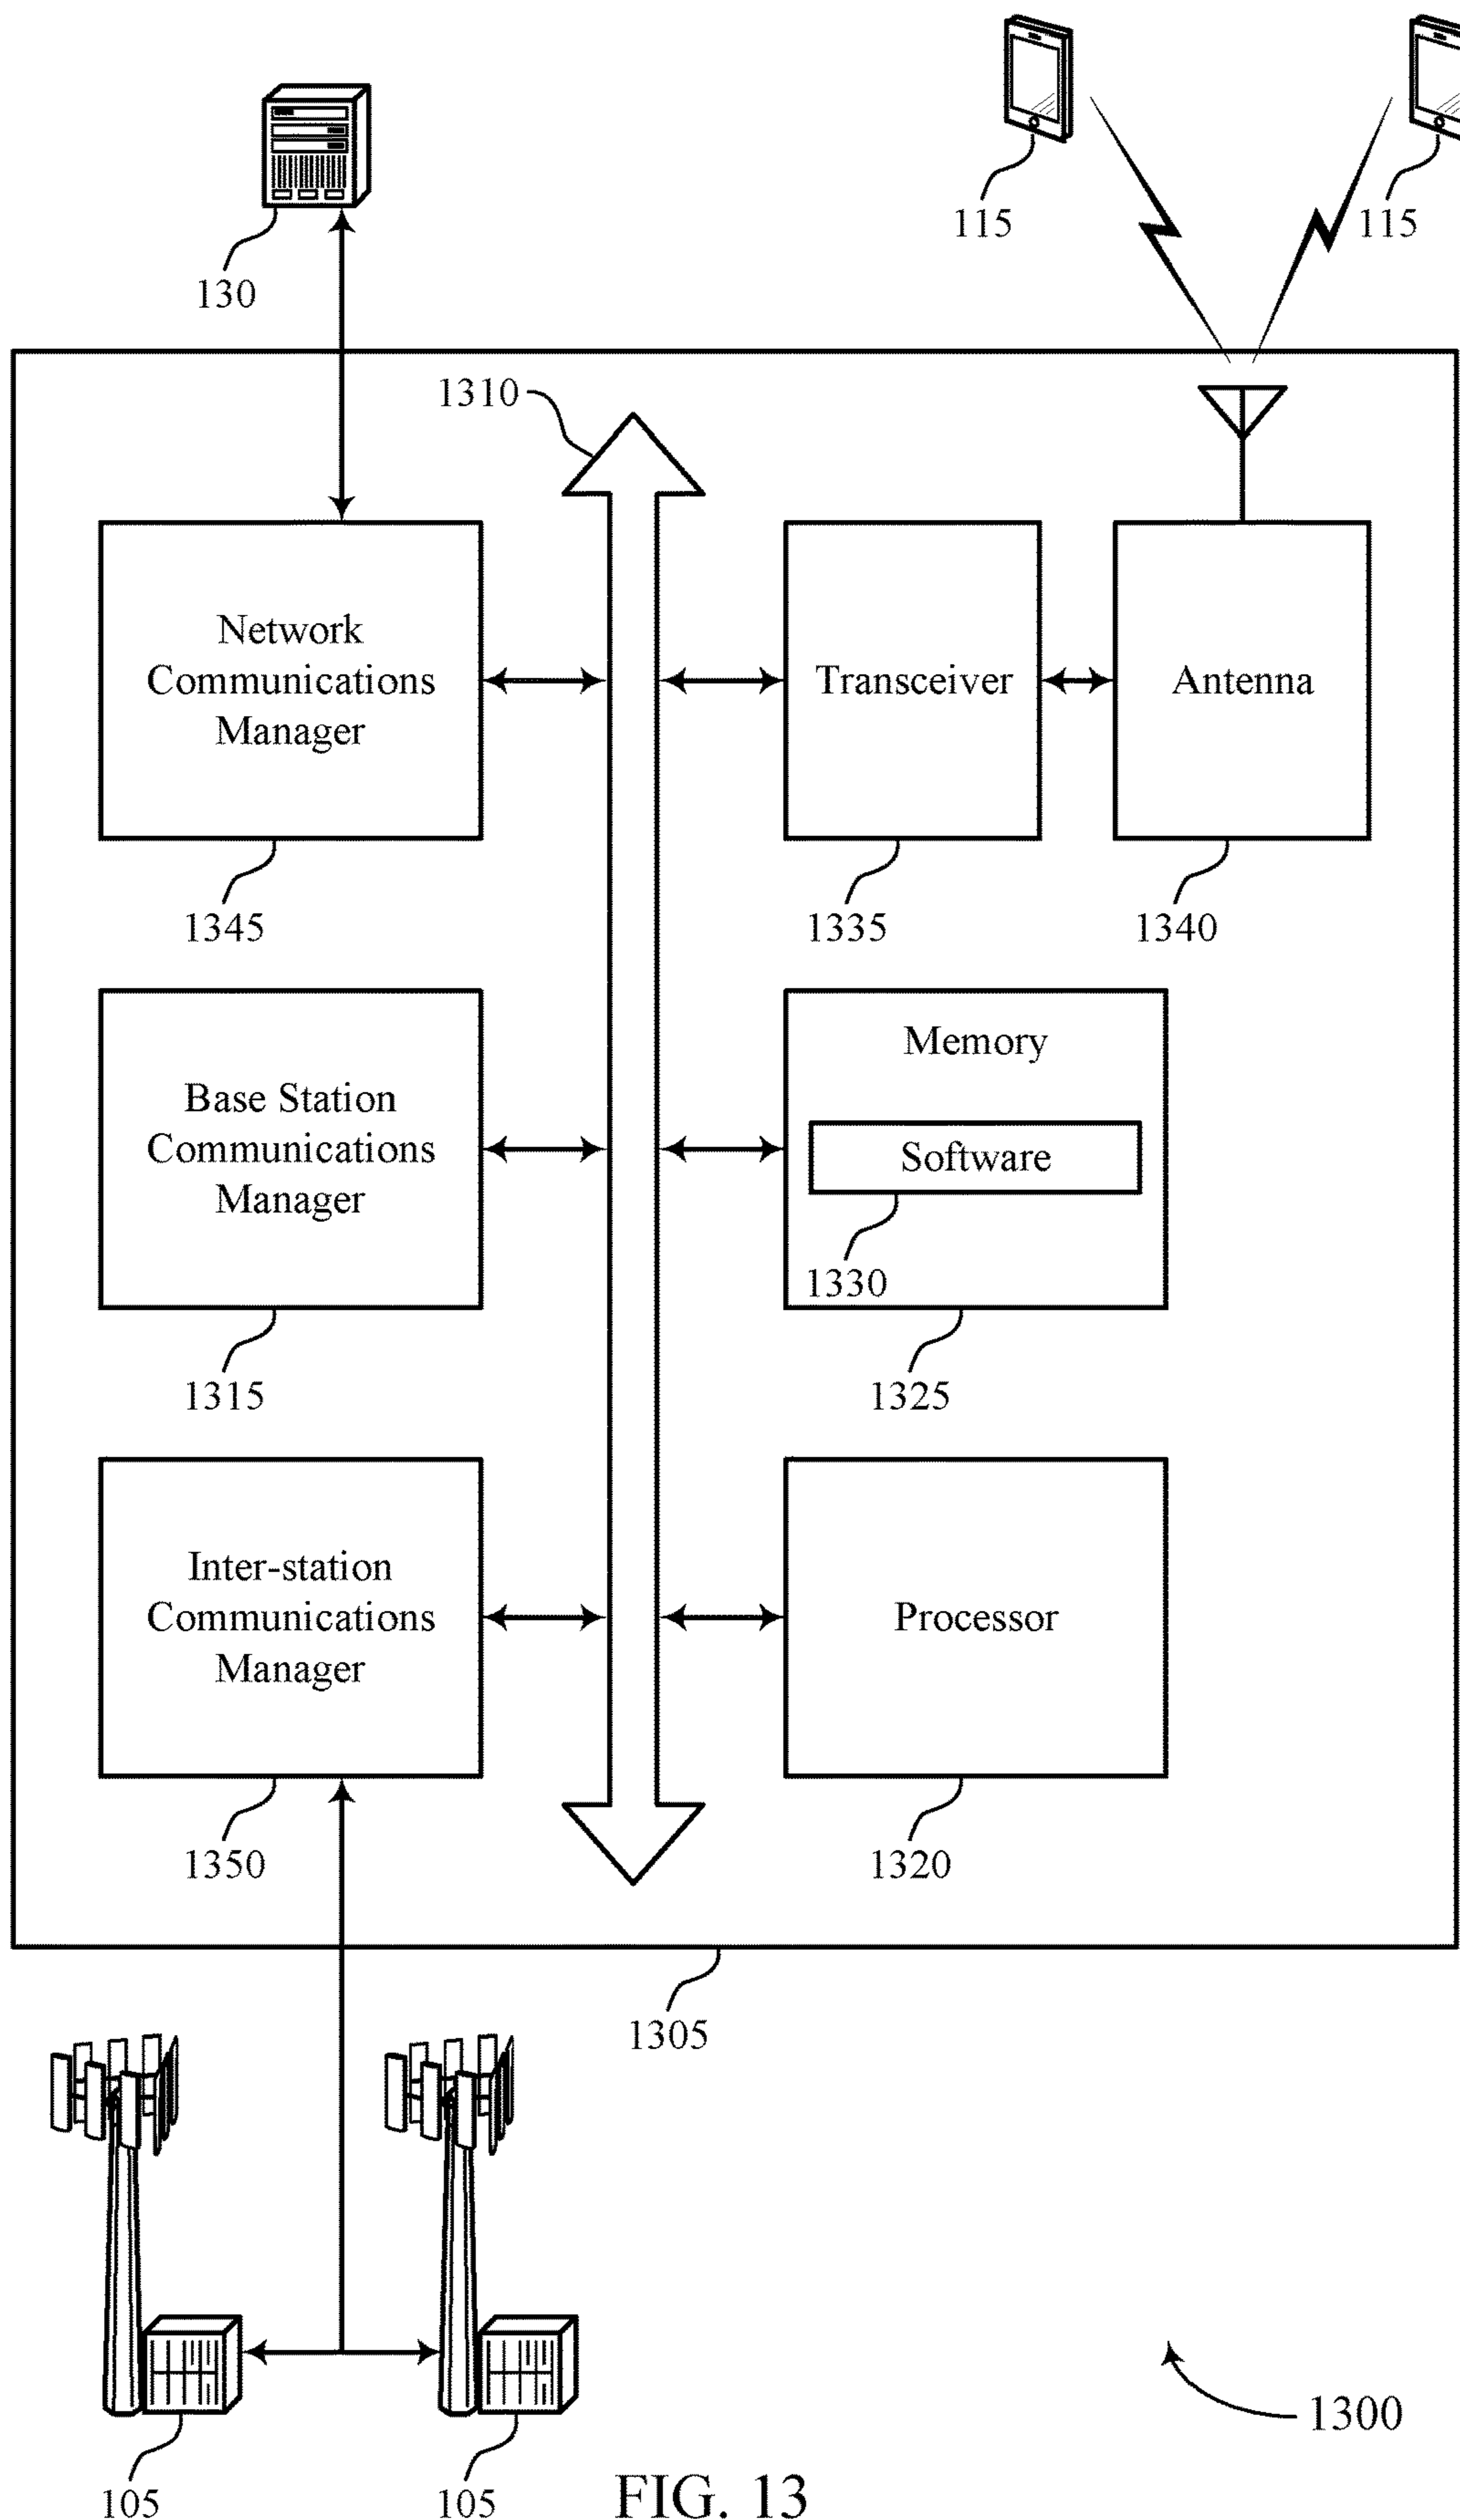 115
115
130
1310
Network
Communications
Manager
Transceiver
Antenna
1345
1335
1340
Base Station
Communications
Manager
Memory
Software
1330
1315
1325
Inter-station
Communications
Manager
Processor
1350
1320
1305
1300
105
105
FIG. 13